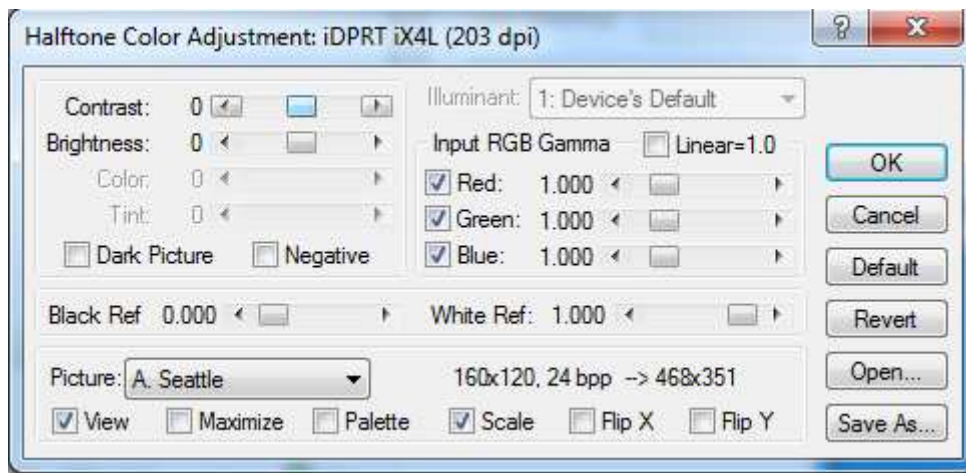 Halftone Color Adjustment: iDPRT iX4L (203 dpi)
?
Contrast: 0
Brightness: 0
Color: 0
Tint: 0
Dark Picture Negative
Illuminant: 1: Device's Default
Input RGB Gamma Linear=1.0
Red: 1.000
Green: 1.000
Blue: 1.000
OK
Cancel
Default
Revert
Open...
Save As...
Black Ref 0.000 White Ref: 1.000
Picture: A. Seattle 160x120, 24 bpp --> 468x351
View Maximize Palette Scale Flip X Flip Y